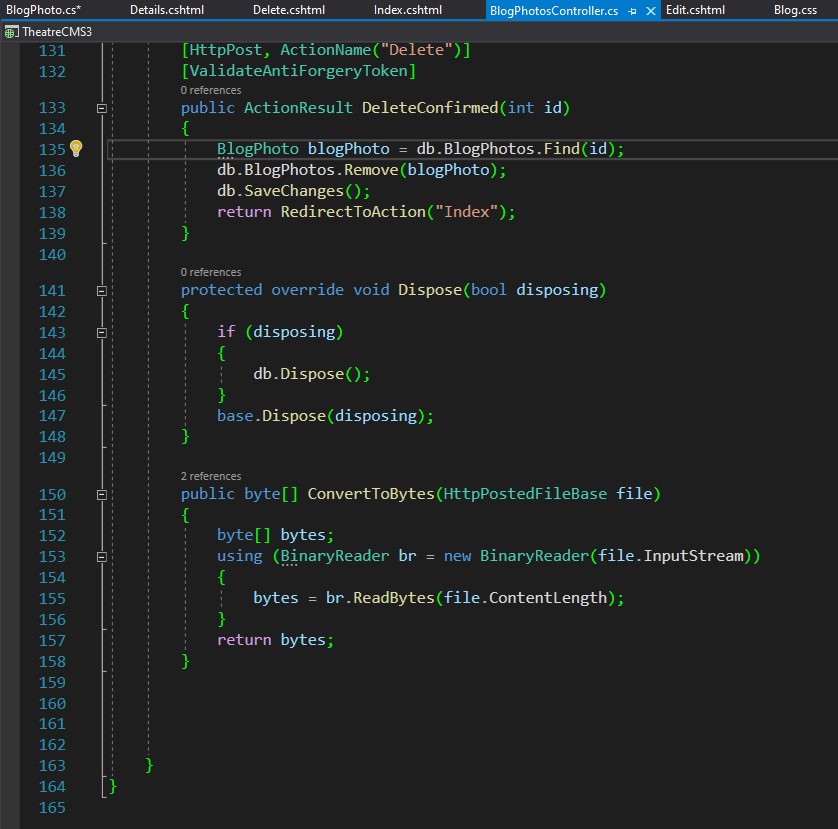 BlogPhoto.cs* Details.cshtml Delete.cshtml Index.cshtml BlogPhotosController.cs Edit.cshtml Blog.css
TheatreCMS3
131 [HttpPost, ActionName("Delete")]
132 [ValidateAntiForgeryToken]
0 references
133 public ActionResult DeleteConfirmed(int id)
134 {
135 BlogPhoto blogPhoto = db.BlogPhotos.Find(id);
136 db.BlogPhotos.Remove(blogPhoto);
137 db.SaveChanges();
138 return RedirectToAction("Index");
139 }
140
0 references
141 protected override void Dispose(bool disposing)
142 {
143 if (disposing)
144 {
145 db.Dispose();
146 }
147 base.Dispose(disposing);
148 }
149
2 references
150 public byte[] ConvertToBytes(HttpPostedFileBase file)
151 {
152 byte[] bytes;
153 using (BinaryReader br = new BinaryReader(file.InputStream))
154 {
155 bytes = br.ReadBytes(file.ContentLength);
156 }
157 return bytes;
158 }
159
160
161
162
163 }
164 }
165